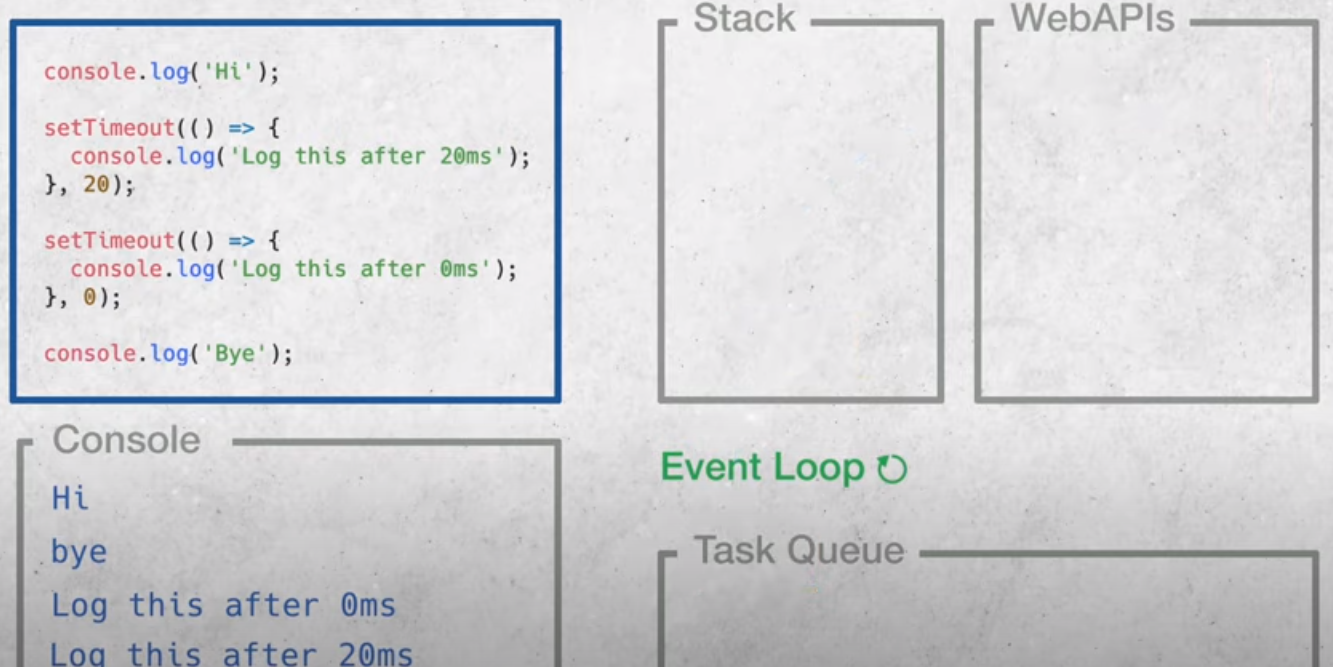 console.log('Hi');
setTimeout(() => {
  console.log('Log this after 20ms');
}, 20);
setTimeout(() => {
  console.log('Log this after 0ms');
}, 0);
console.log('Bye');
Console
Hi
bye
Log this after 0ms
Log this after 20ms
Stack
WebAPIs
Event Loop
Task Queue